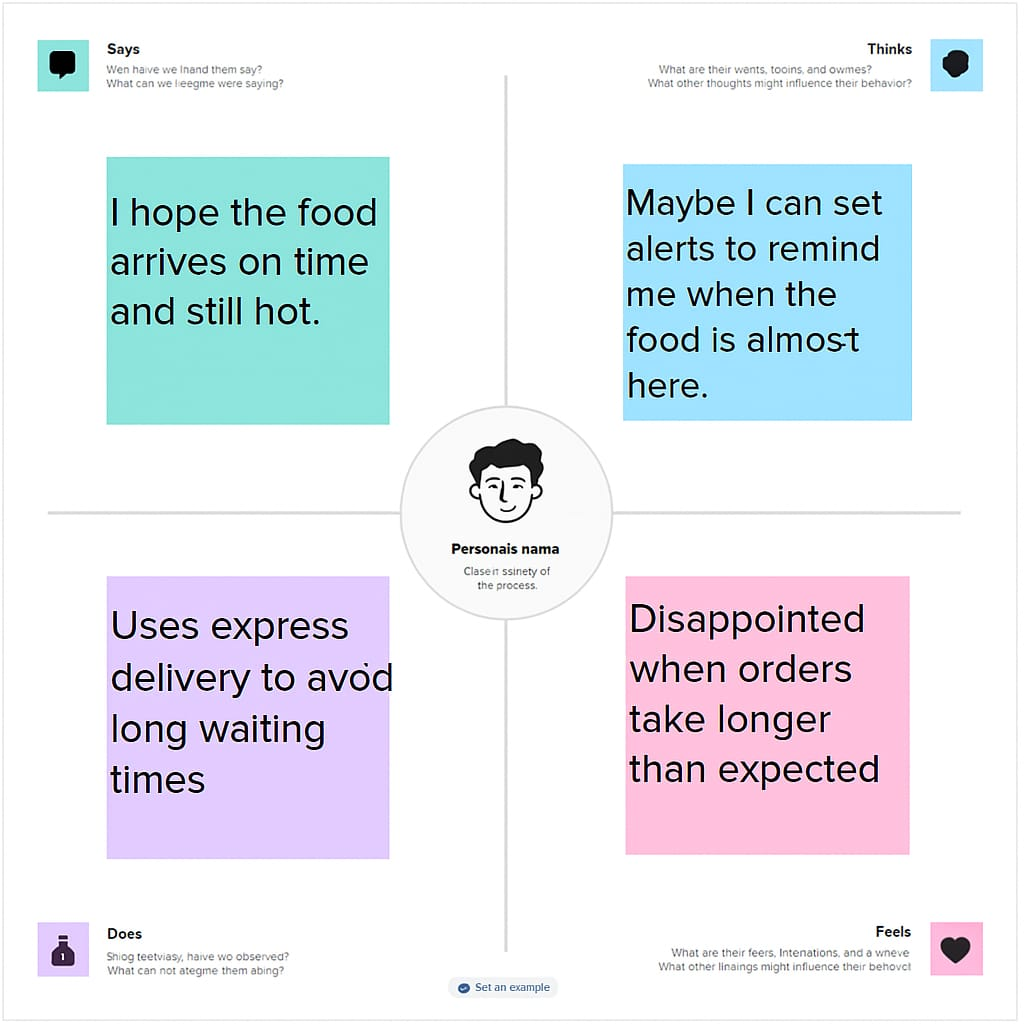 Says
Wen haive we lnand them say?
What can we lieegme were saying?
Thinks
What are their wents, tooins, and owmes?
What other thoughts might influence their behavior?
I hope the food
arrives on time
and still hot.
Maybe I can set
alerts to remind
me when the
food is almost
here.
Personais nama
Clase it ssinety of
the process.
Uses express
delivery to avod
long waiting
times
Disappointed
when orders
take longer
than expected
Does
Shiog teetviasy, haive wo observed?
What can not ategme them abing?
Feels
What are their feers, Intenations, and a wneve
What other linaings might influence their behovct
1
Set an example